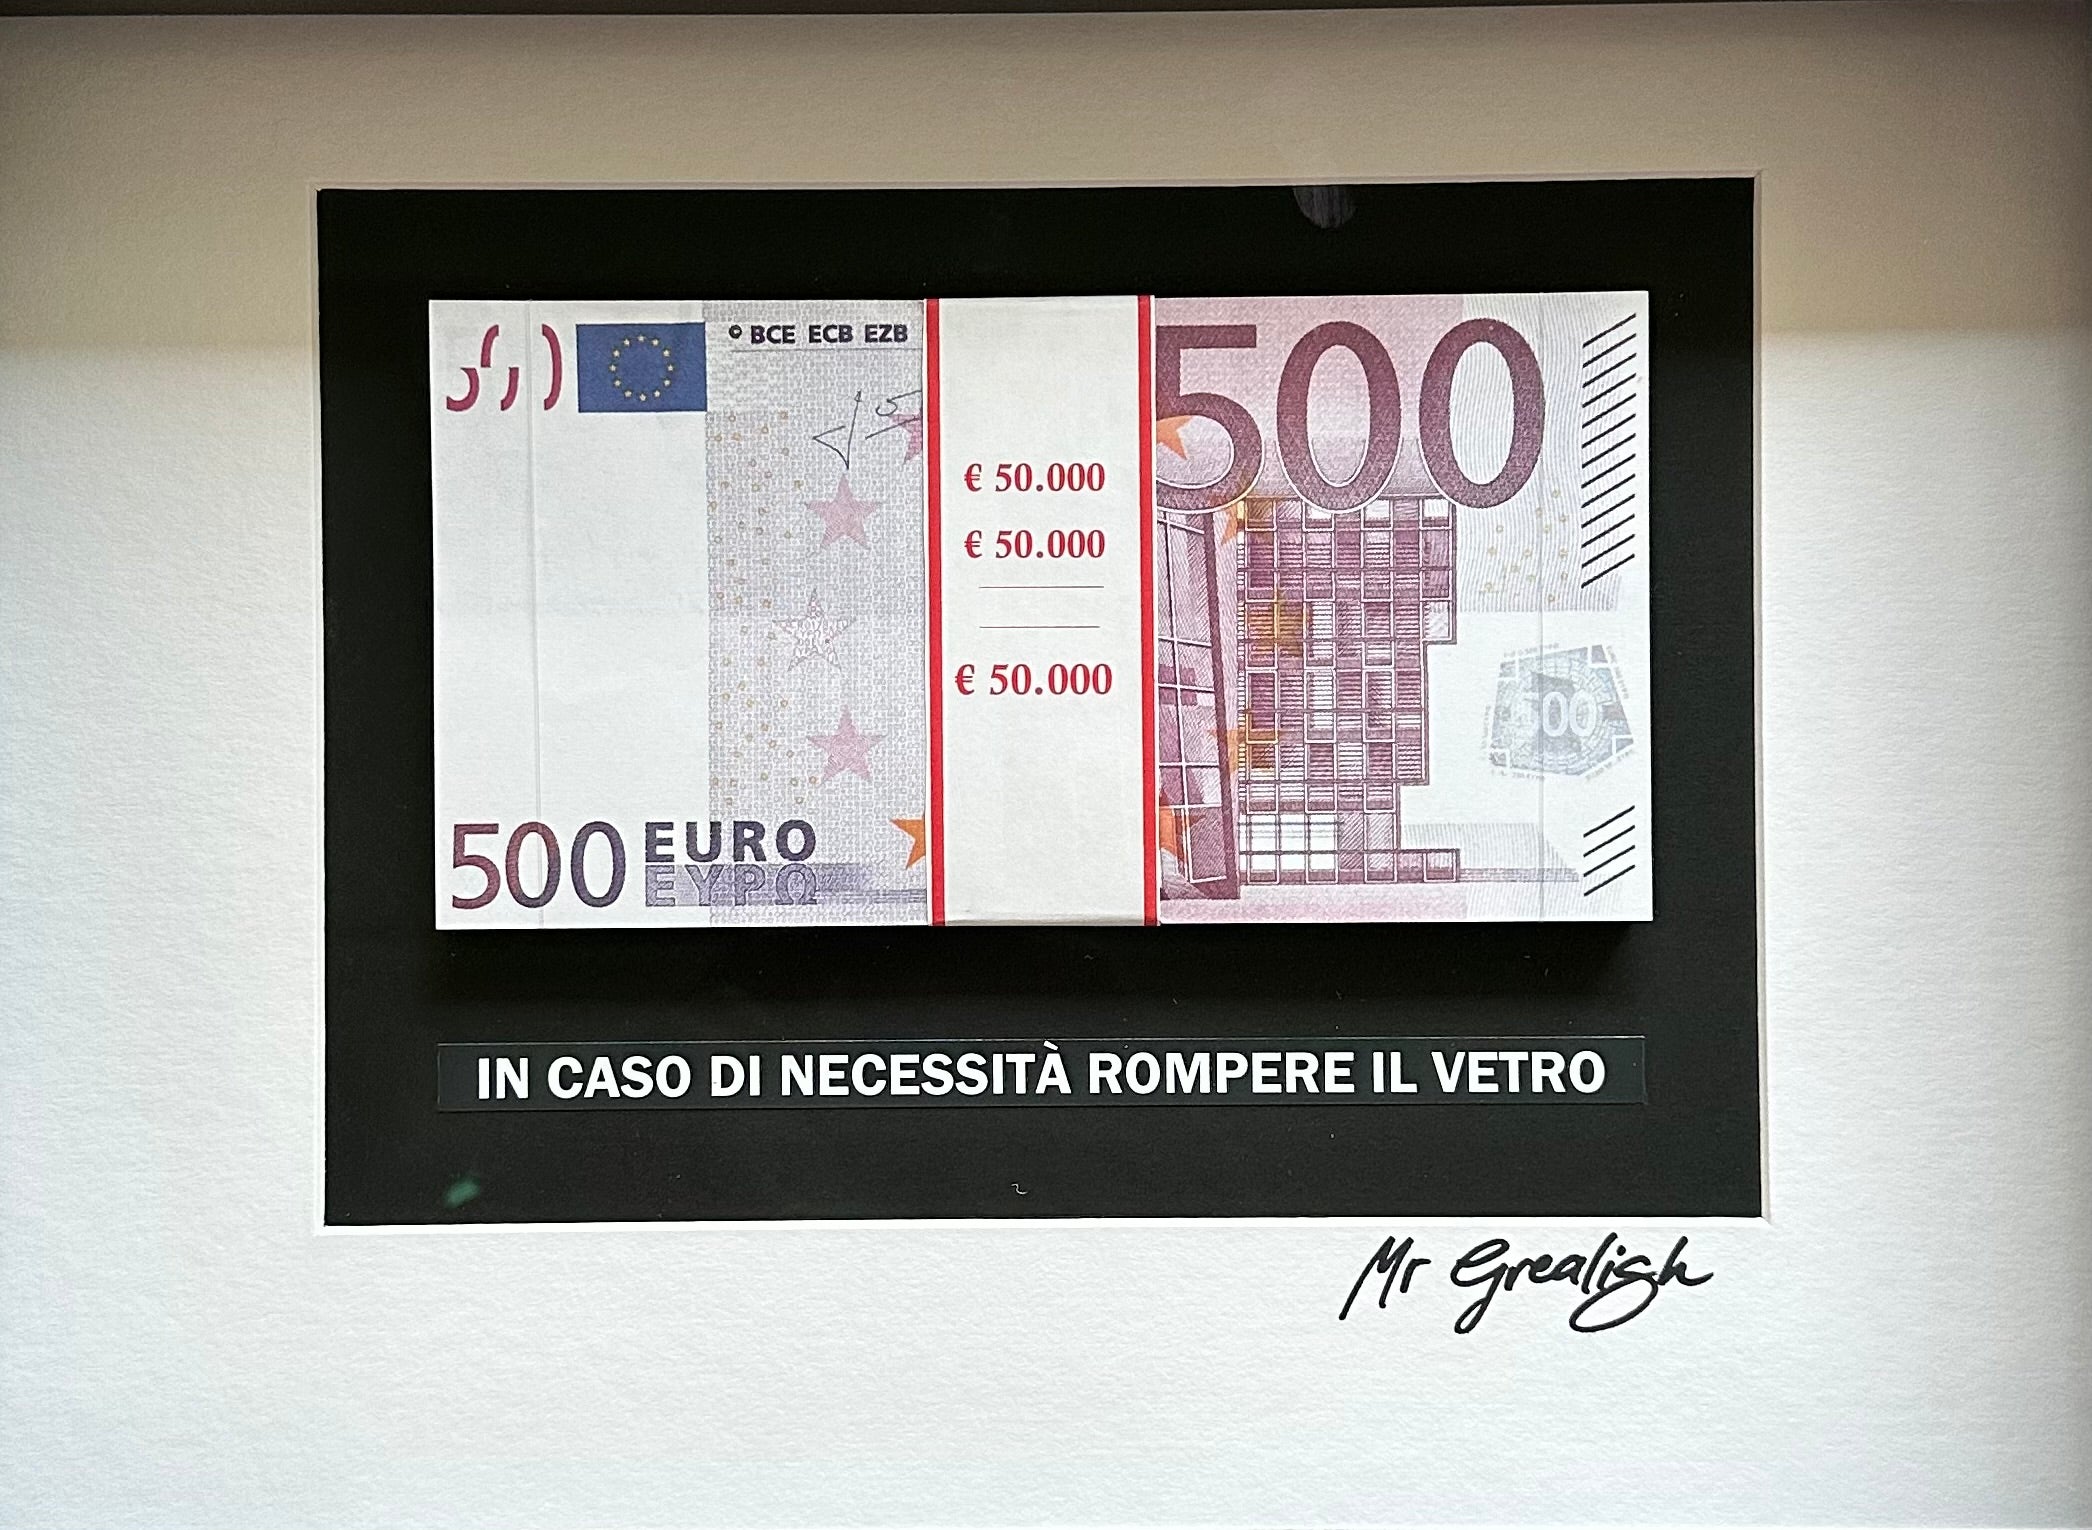 © BCE ECB EZB
500
€ 50.000
€ 50.000
€ 50.000
500
500 EURO
ΕΥΡΩ
IN CASO DI NECESSITÀ ROMPERE IL VETRO
Mr Grealish